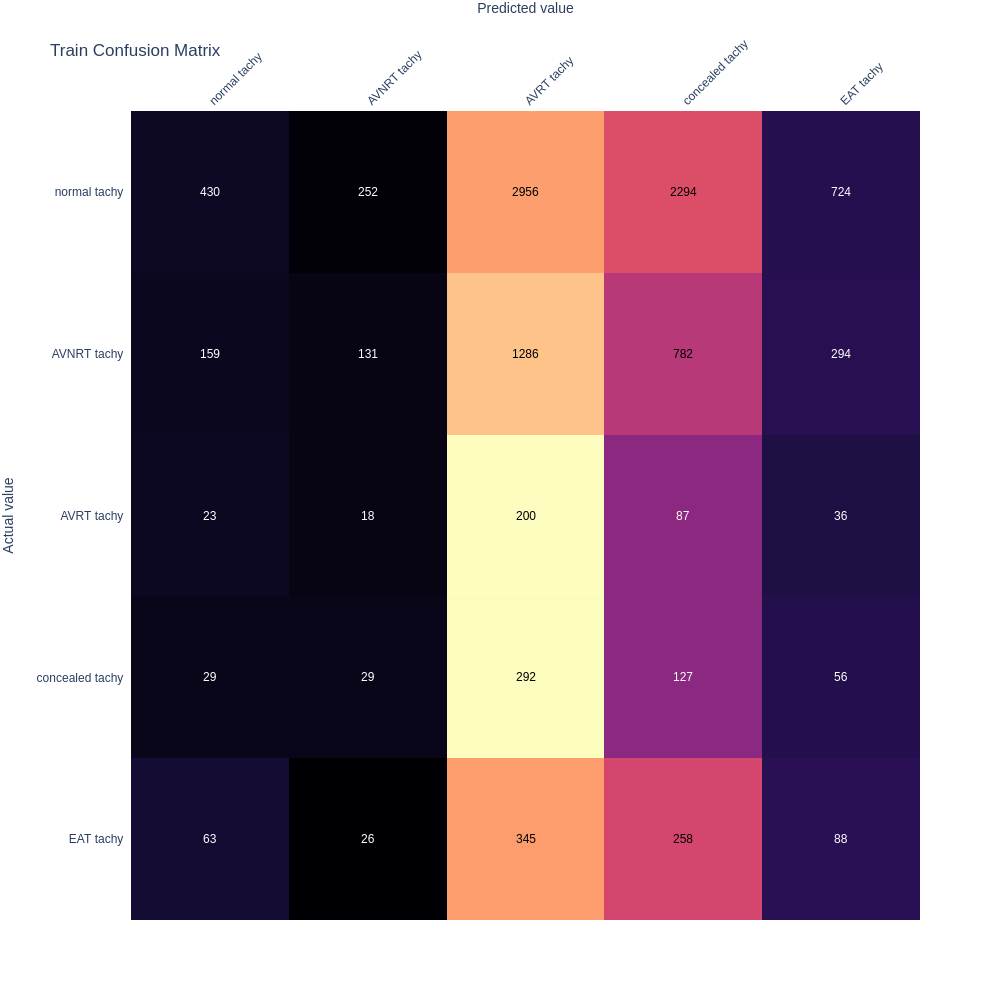 Predicted value
Train Confusion Matrix
normal tachy
AVNRT tachy
AVRT tachy
concealed tachy
EAT tachy
Actual value
normal tachy 430 252 2956 2294 724
AVNRT tachy 159 131 1286 782 294
AVRT tachy 23 18 200 87 36
concealed tachy 29 29 292 127 56
EAT tachy 63 26 345 258 88